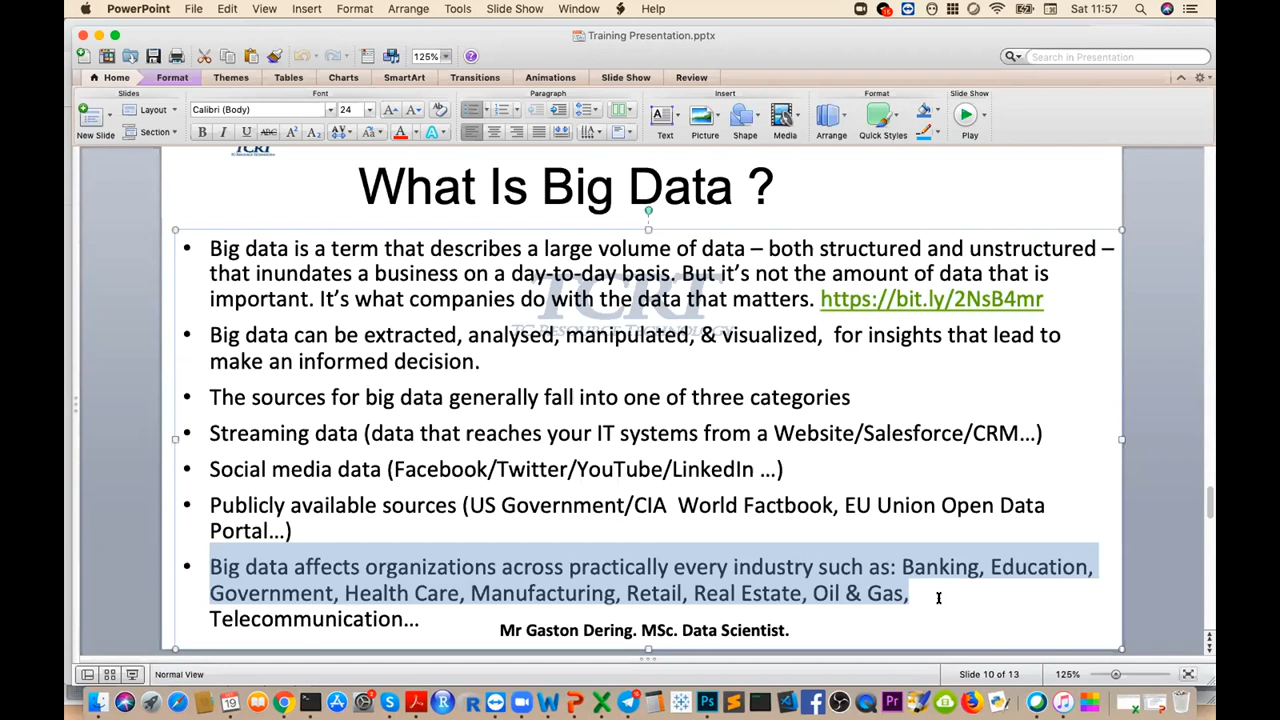 PowerPoint File Edit View Insert Format Arrange Tools Slide Show Window Help Sat 11:57
Training Presentation.pptx
125% Search in Presentation
Home Format Themes Tables Charts SmartArt Transitions Animations Slide Show Review
Slides Font Paragraph Insert Format Slide Show
Layout Calibri (Body) 24
New Slide Section Text Picture Shape Media Arrange Quick Styles Play
TCRT
TC RESOURCE TECHNOLOGY
What Is Big Data ?
• Big data is a term that describes a large volume of data – both structured and unstructured –
that inundates a business on a day-to-day basis. But it’s not the amount of data that is
important. It’s what companies do with the data that matters. https://bit.ly/2NsB4mr
TCRT
TC RESOURCE TECHNOLOGY
• Big data can be extracted, analysed, manipulated, & visualized, for insights that lead to
make an informed decision.
• The sources for big data generally fall into one of three categories
• Streaming data (data that reaches your IT systems from a Website/Salesforce/CRM…)
• Social media data (Facebook/Twitter/YouTube/LinkedIn …)
• Publicly available sources (US Government/CIA World Factbook, EU Union Open Data
Portal…)
• Big data affects organizations across practically every industry such as: Banking, Education,
Government, Health Care, Manufacturing, Retail, Real Estate, Oil & Gas,
Telecommunication…
Mr Gaston Dering. MSc. Data Scientist.
Normal View Slide 10 of 13 125%